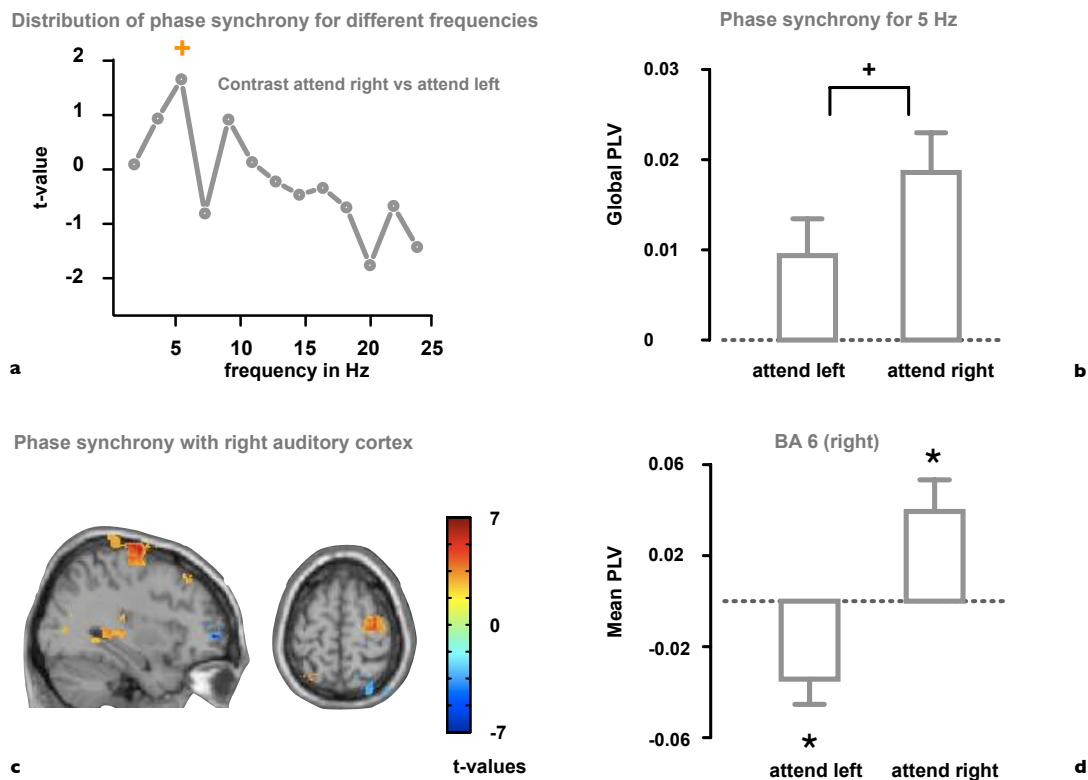 Distribution of phase synchrony for different frequencies
+
Contrast attend right vs attend left
t-value
2
1
0
-1
-2
5 10 15 20 25
frequency in Hz
a
Phase synchrony for 5 Hz
+
Global PLV
0.03
0.02
0.01
0
attend left attend right
b
Phase synchrony with right auditory cortex
7
0
-7
t-values
c
BA 6 (right)
Mean PLV
0.06
0.02
-0.02
-0.06
*
*
attend left attend right
d